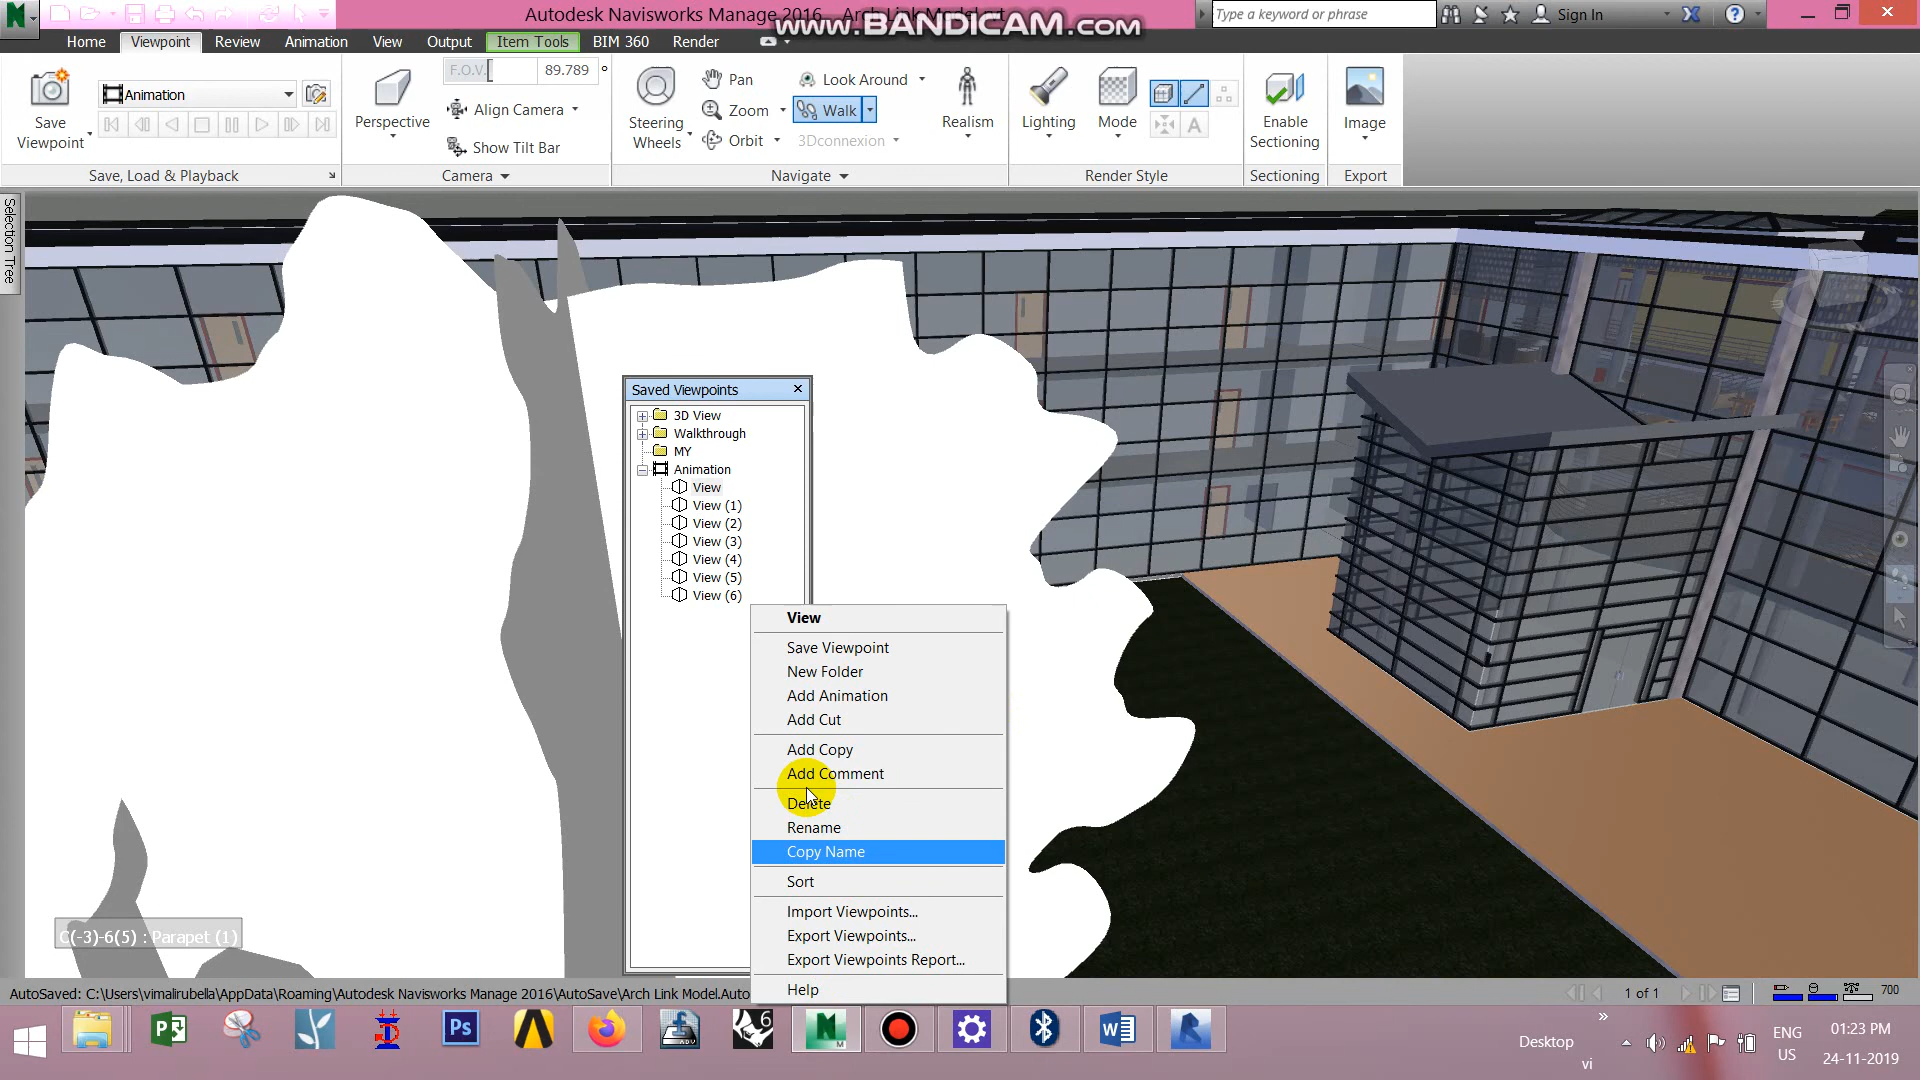 Autodesk Navisworks Manage 2016
www.BANDICAM.com
Type a keyword or phrase
Sign In
Home
Viewpoint
Review
Animation
View
Output
Item Tools
BIM 360
Render
Save Viewpoint
Animation
Save, Load & Playback
Perspective
F.O.V.
89.789
Align Camera
Show Tilt Bar
Camera
Steering Wheels
Pan
Zoom
Orbit
Look Around
Walk
3Dconnexion
Navigate
Realism
Lighting
Mode
A
Render Style
Enable Sectioning
Sectioning
Image
Export
Selection Tree
Saved Viewpoints
3D View
Walkthrough
MY
Animation
View
View (1)
View (2)
View (3)
View (4)
View (5)
View (6)
View
Save Viewpoint
New Folder
Add Animation
Add Cut
Add Copy
Add Comment
Delete
Rename
Copy Name
Sort
Import Viewpoints...
Export Viewpoints...
Export Viewpoints Report...
Help
C(-3)-6(5) : Parapet (1)
AutoSaved: C:\Users\vimalirubella\AppData\Roaming\Autodesk Navisworks Manage 2016\AutoSave\Arch Link Model.Auto
1 of 1
700
Desktop
vi
ENG
US
01:23 PM
24-11-2019